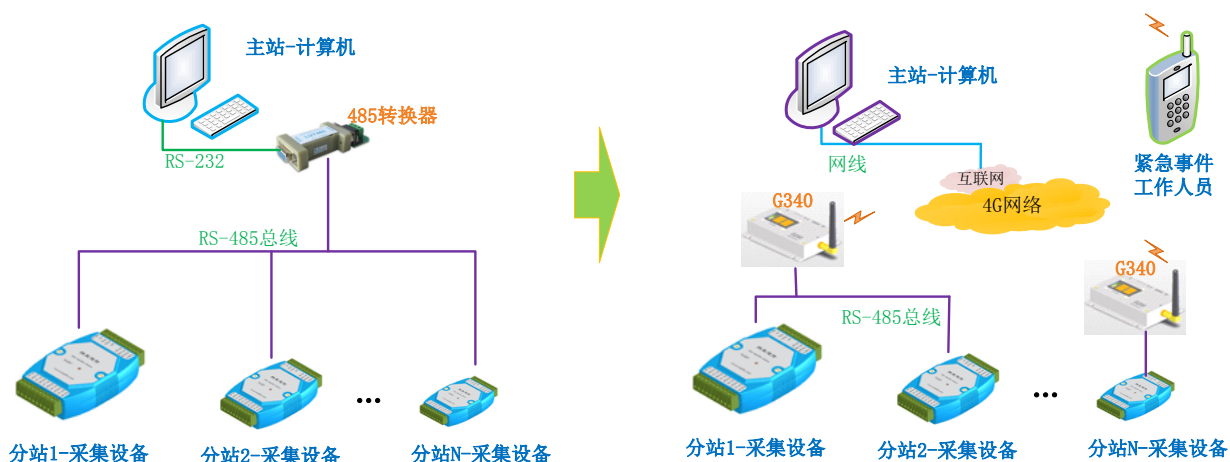 主站-计算机
485转换器
RS-232
RS-485总线
分站1-采集设备
分站2-采集设备
...
分站N-采集设备
主站-计算机
网线
互联网
4G网络
紧急事件
工作人员
G340
G340
RS-485总线
分站1-采集设备
分站2-采集设备
...
分站N-采集设备